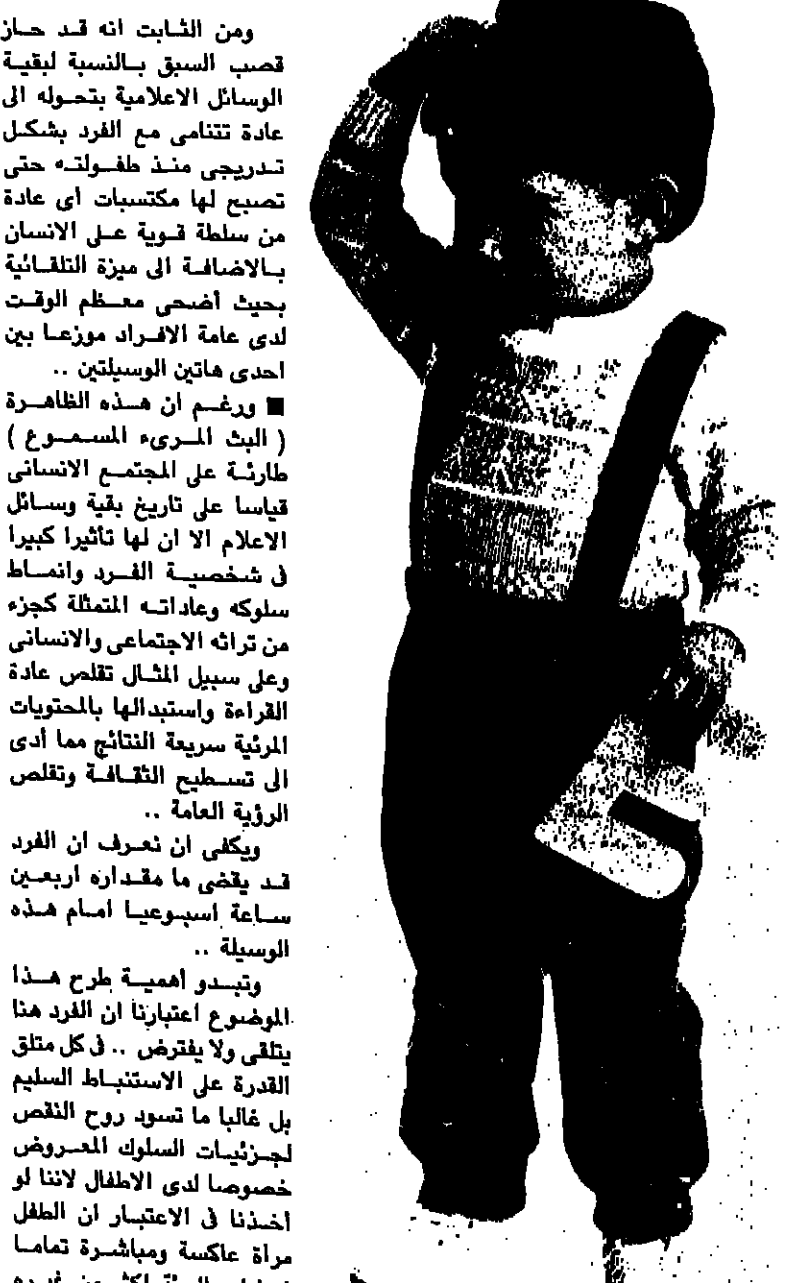 ومن الثابت انه قد حاز
قصب السبق بالنسبة لبقية
الوسائل الاعلامية بتحوله الى
عادة تتنامى مع الفرد بشكل
تدريجى منذ طفولته حتى
تصبح لها مكتسبات أى عادة
من سلطة قوية على الانسان
بالاضافة الى ميزة التلقائية
بحيث أضحى معظم الوقت
لدى عامة الافراد موزعا بين
احدى هاتين الوسيلتين ..
■ ورغم ان هذه الظاهرة
( البث المرىء المسموع )
طارئة على المجتمع الانسانى
قياسا على تاريخ بقية وسائل
الاعلام الا ان لها تأثيرا كبيرا
فى شخصية الفرد وانماط
سلوكه وعاداته المتمثلة كجزء
من تراثه الاجتماعى والانسانى
وعلى سبيل المثال تقلص عادة
القراءة واستبدالها بالمحتويات
المرئية سريعة النتائج مما أدى
الى تسطيح الثقافة وتقلص
الرؤية العامة ..
ويكفى ان نعرف ان الفرد
قد يقضى ما مقداره اربعين
ساعة اسبوعيا امام هذه
الوسيلة ..
وتبدو أهمية طرح هذا
الموضوع اعتبارنا ان الفرد هنا
يتلقى ولا يفترض .. فى كل متلق
القدرة على الاستنباط السليم
بل غالبا ما تسود روح النقص
لجزئيات السلوك المعروض
خصوصا لدى الاطفال لاننا لو
أخذنا فى الاعتبار ان الطفل
مرآة عاكسة ومباشرة تماما